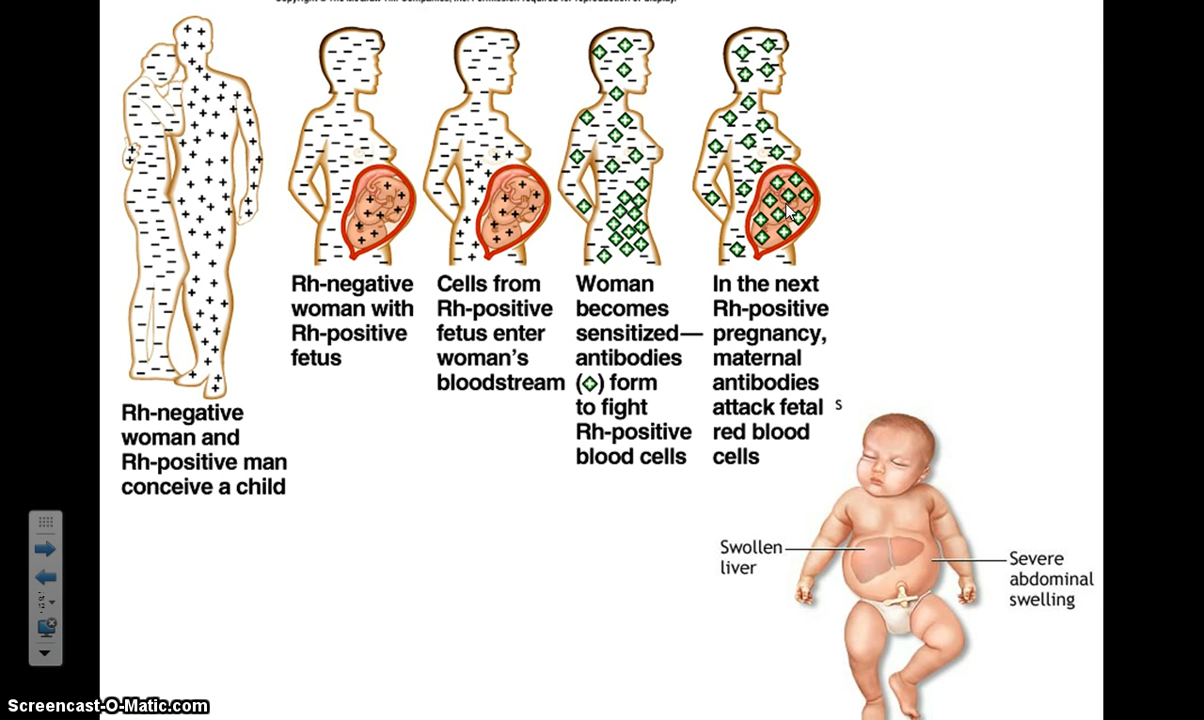 Rh-negative
woman and
Rh-positive man
conceive a child
Rh-negative
woman with
Rh-positive
fetus
Cells from
Rh-positive
fetus enter
woman's
bloodstream
Woman
becomes
sensitized—
antibodies
( ) form
to fight
Rh-positive
blood cells
In the next
Rh-positive
pregnancy,
maternal
antibodies
attack fetal
red blood
cells
s
Swollen
liver
Severe
abdominal
swelling
Screencast-O-Matic.com